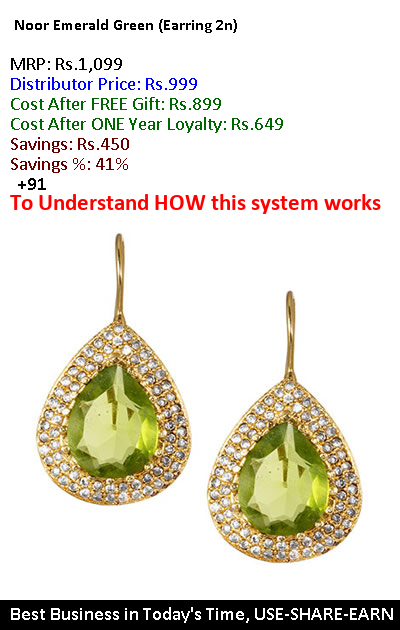 Noor Emerald Green (Earring 2n)
MRP: Rs.1,099
Distributor Price: Rs.999
Cost After FREE Gift: Rs.899
Cost After ONE Year Loyalty: Rs.649
Savings: Rs.450
Savings %: 41%
+91
To Understand HOW this system works
Best Business in Today's Time, USE-SHARE-EARN